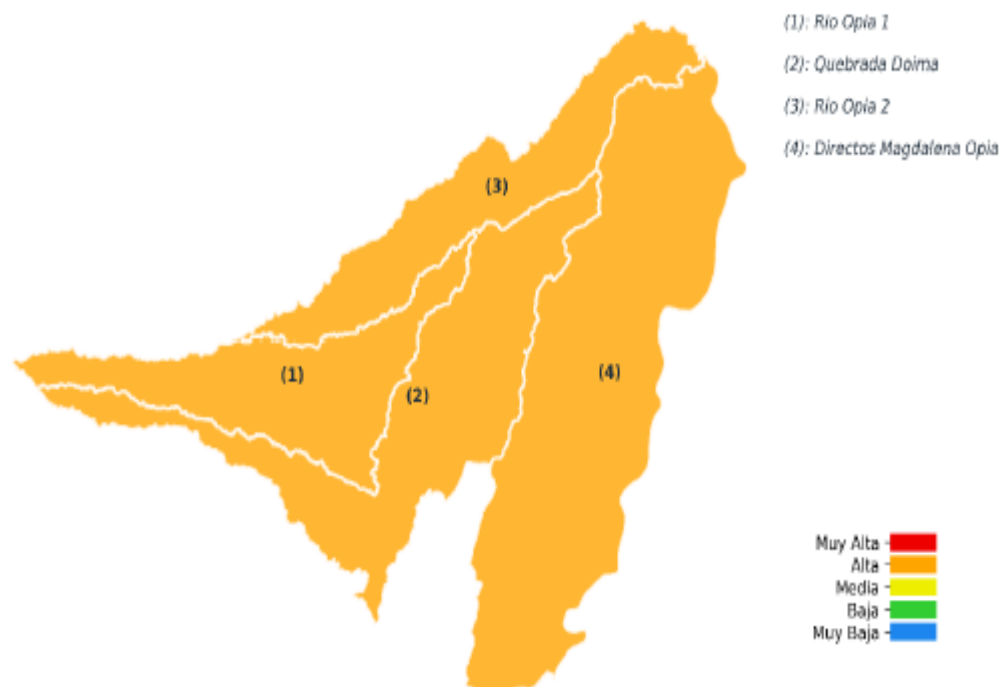 (1): Río Opia 1
(2): Quebrada Doima
(3): Río Opia 2
(4): Directos Magdalena Opia
(3)
(1)
(4)
(2)
Muy Alta
Alta
Media
Baja
Muy Baja